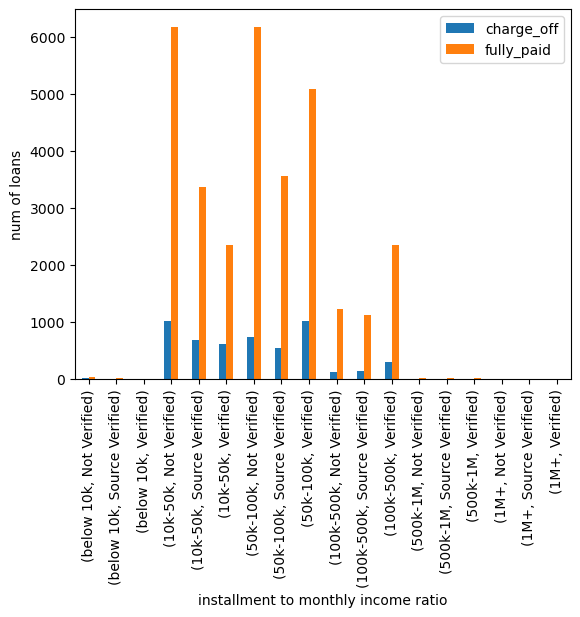 charge_off
fully_paid
6000
5000
4000
3000
2000
1000
0
num of loans
(below 10k, Not Verified)
(below 10k, Source Verified)
(below 10k, Verified)
(10k-50k, Not Verified)
(10k-50k, Source Verified)
(10k-50k, Verified)
(50k-100k, Not Verified)
(50k-100k, Source Verified)
(50k-100k, Verified)
(100k-500k, Not Verified)
(100k-500k, Source Verified)
(100k-500k, Verified)
(500k-1M, Not Verified)
(500k-1M, Source Verified)
(500k-1M, Verified)
(1M+, Not Verified)
(1M+, Source Verified)
(1M+, Verified)
installment to monthly income ratio